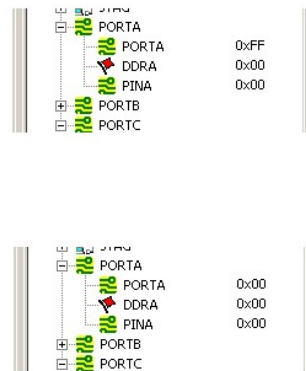 PORTA
PORTA 0xFF
DDRA 0x00
PINA 0x00
PORTB
PORTC
PORTA
PORTA 0x00
DDRA 0x00
PINA 0x00
PORTB
PORTC